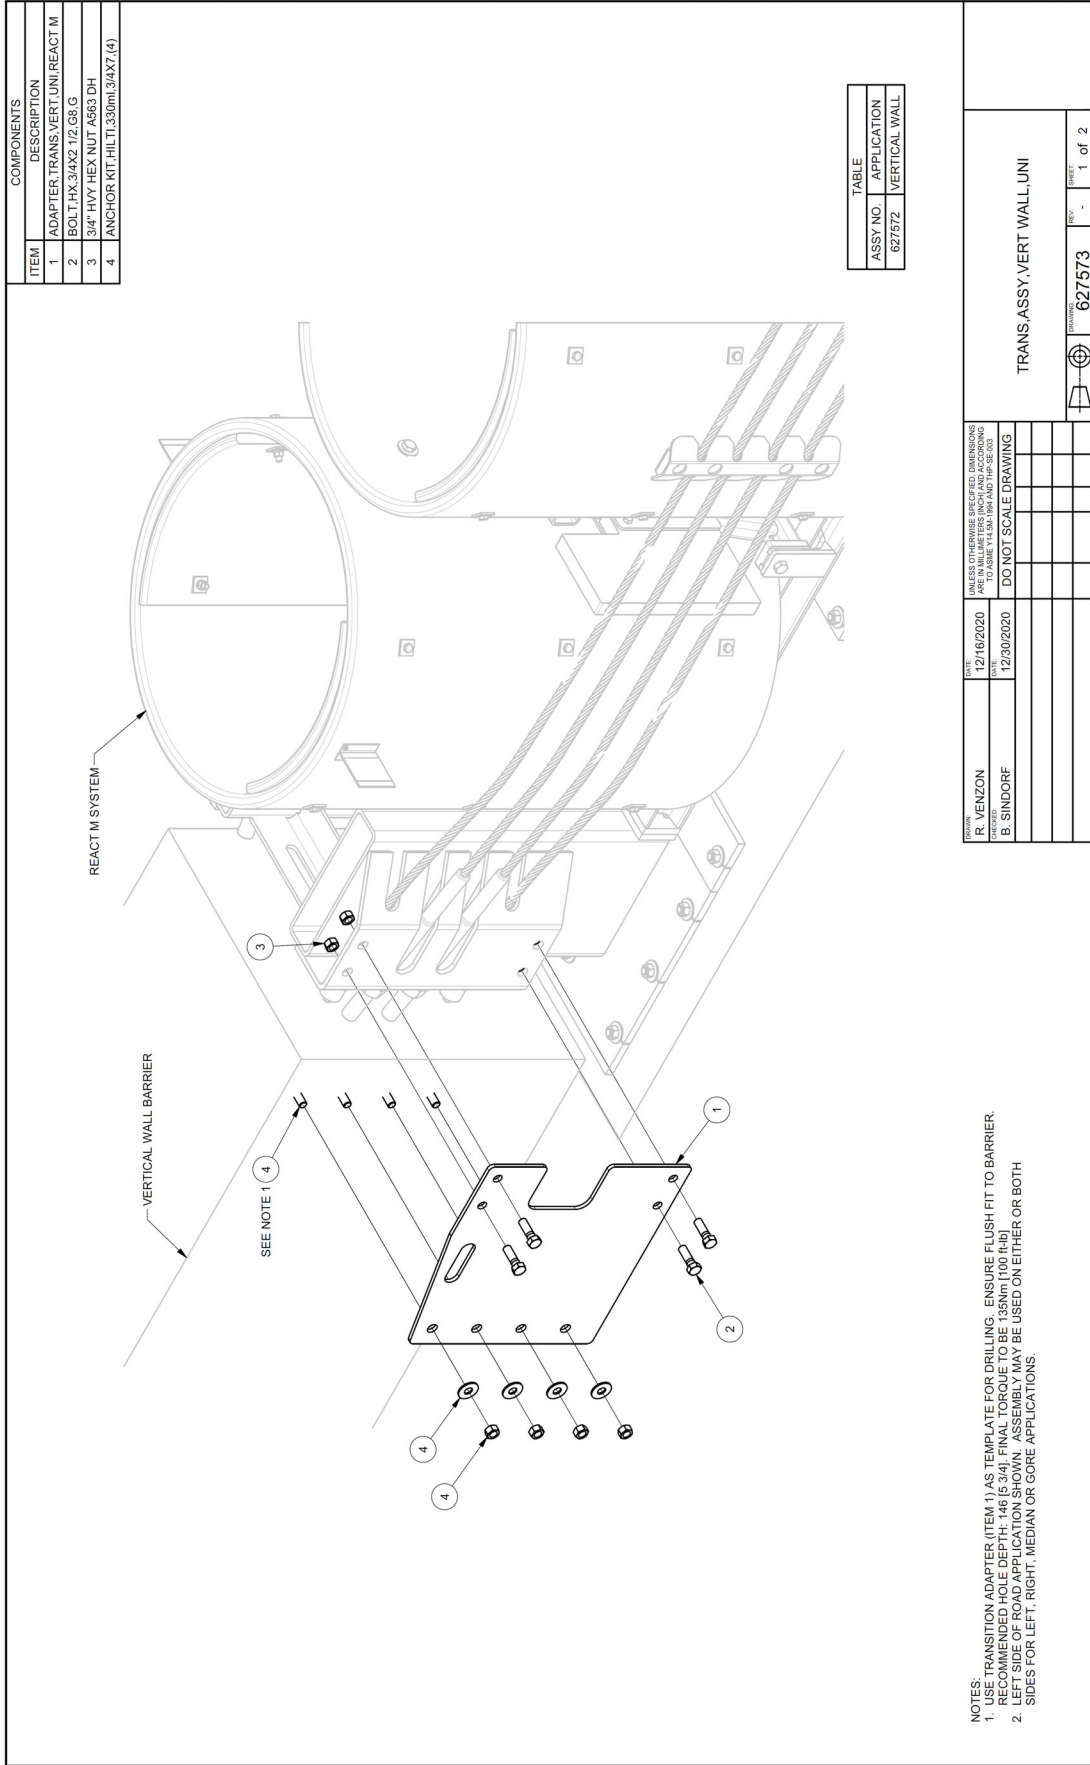 COMPONENTS
ITEM DESCRIPTION
1 ADAPTER,TRANS,VERT,UNI,REACT M
2 BOLT,HX,3/4X2 1/2,G8,G
3 3/4" HVY HEX NUT A563 DH
4 ANCHOR KIT,HILTI,330ml,3/4X7,(4)
REACT M SYSTEM
VERTICAL WALL BARRIER
SEE NOTE 1 4
3
4
4
1
2
TABLE
ASSY NO. APPLICATION
627572 VERTICAL WALL
NOTES:
1. USE TRANSITION ADAPTER (ITEM 1) AS TEMPLATE FOR DRILLING. ENSURE FLUSH FIT TO BARRIER.
RECOMMENDED HOLE DEPTH: 146 [5 3/4]. FINAL TORQUE TO BE 135Nm [100 ft-lb]
2. LEFT SIDE OF ROAD APPLICATION SHOWN. ASSEMBLY MAY BE USED ON EITHER OR BOTH
SIDES FOR LEFT, RIGHT, MEDIAN OR GORE APPLICATIONS.
DRAWN:
R. VENZON
DATE:
12/16/2020
CHECKED:
B. SINDORF
DATE:
12/30/2020
UNLESS OTHERWISE SPECIFIED, DIMENSIONS
ARE IN MILLIMETERS [INCH] AND ACCORDING
TO ASME Y14.5M-1994 AND THP-SE-003
DO NOT SCALE DRAWING
TRANS,ASSY,VERT WALL,UNI
DRAWING:
627573
REV:
-
SHEET:
1 of 2